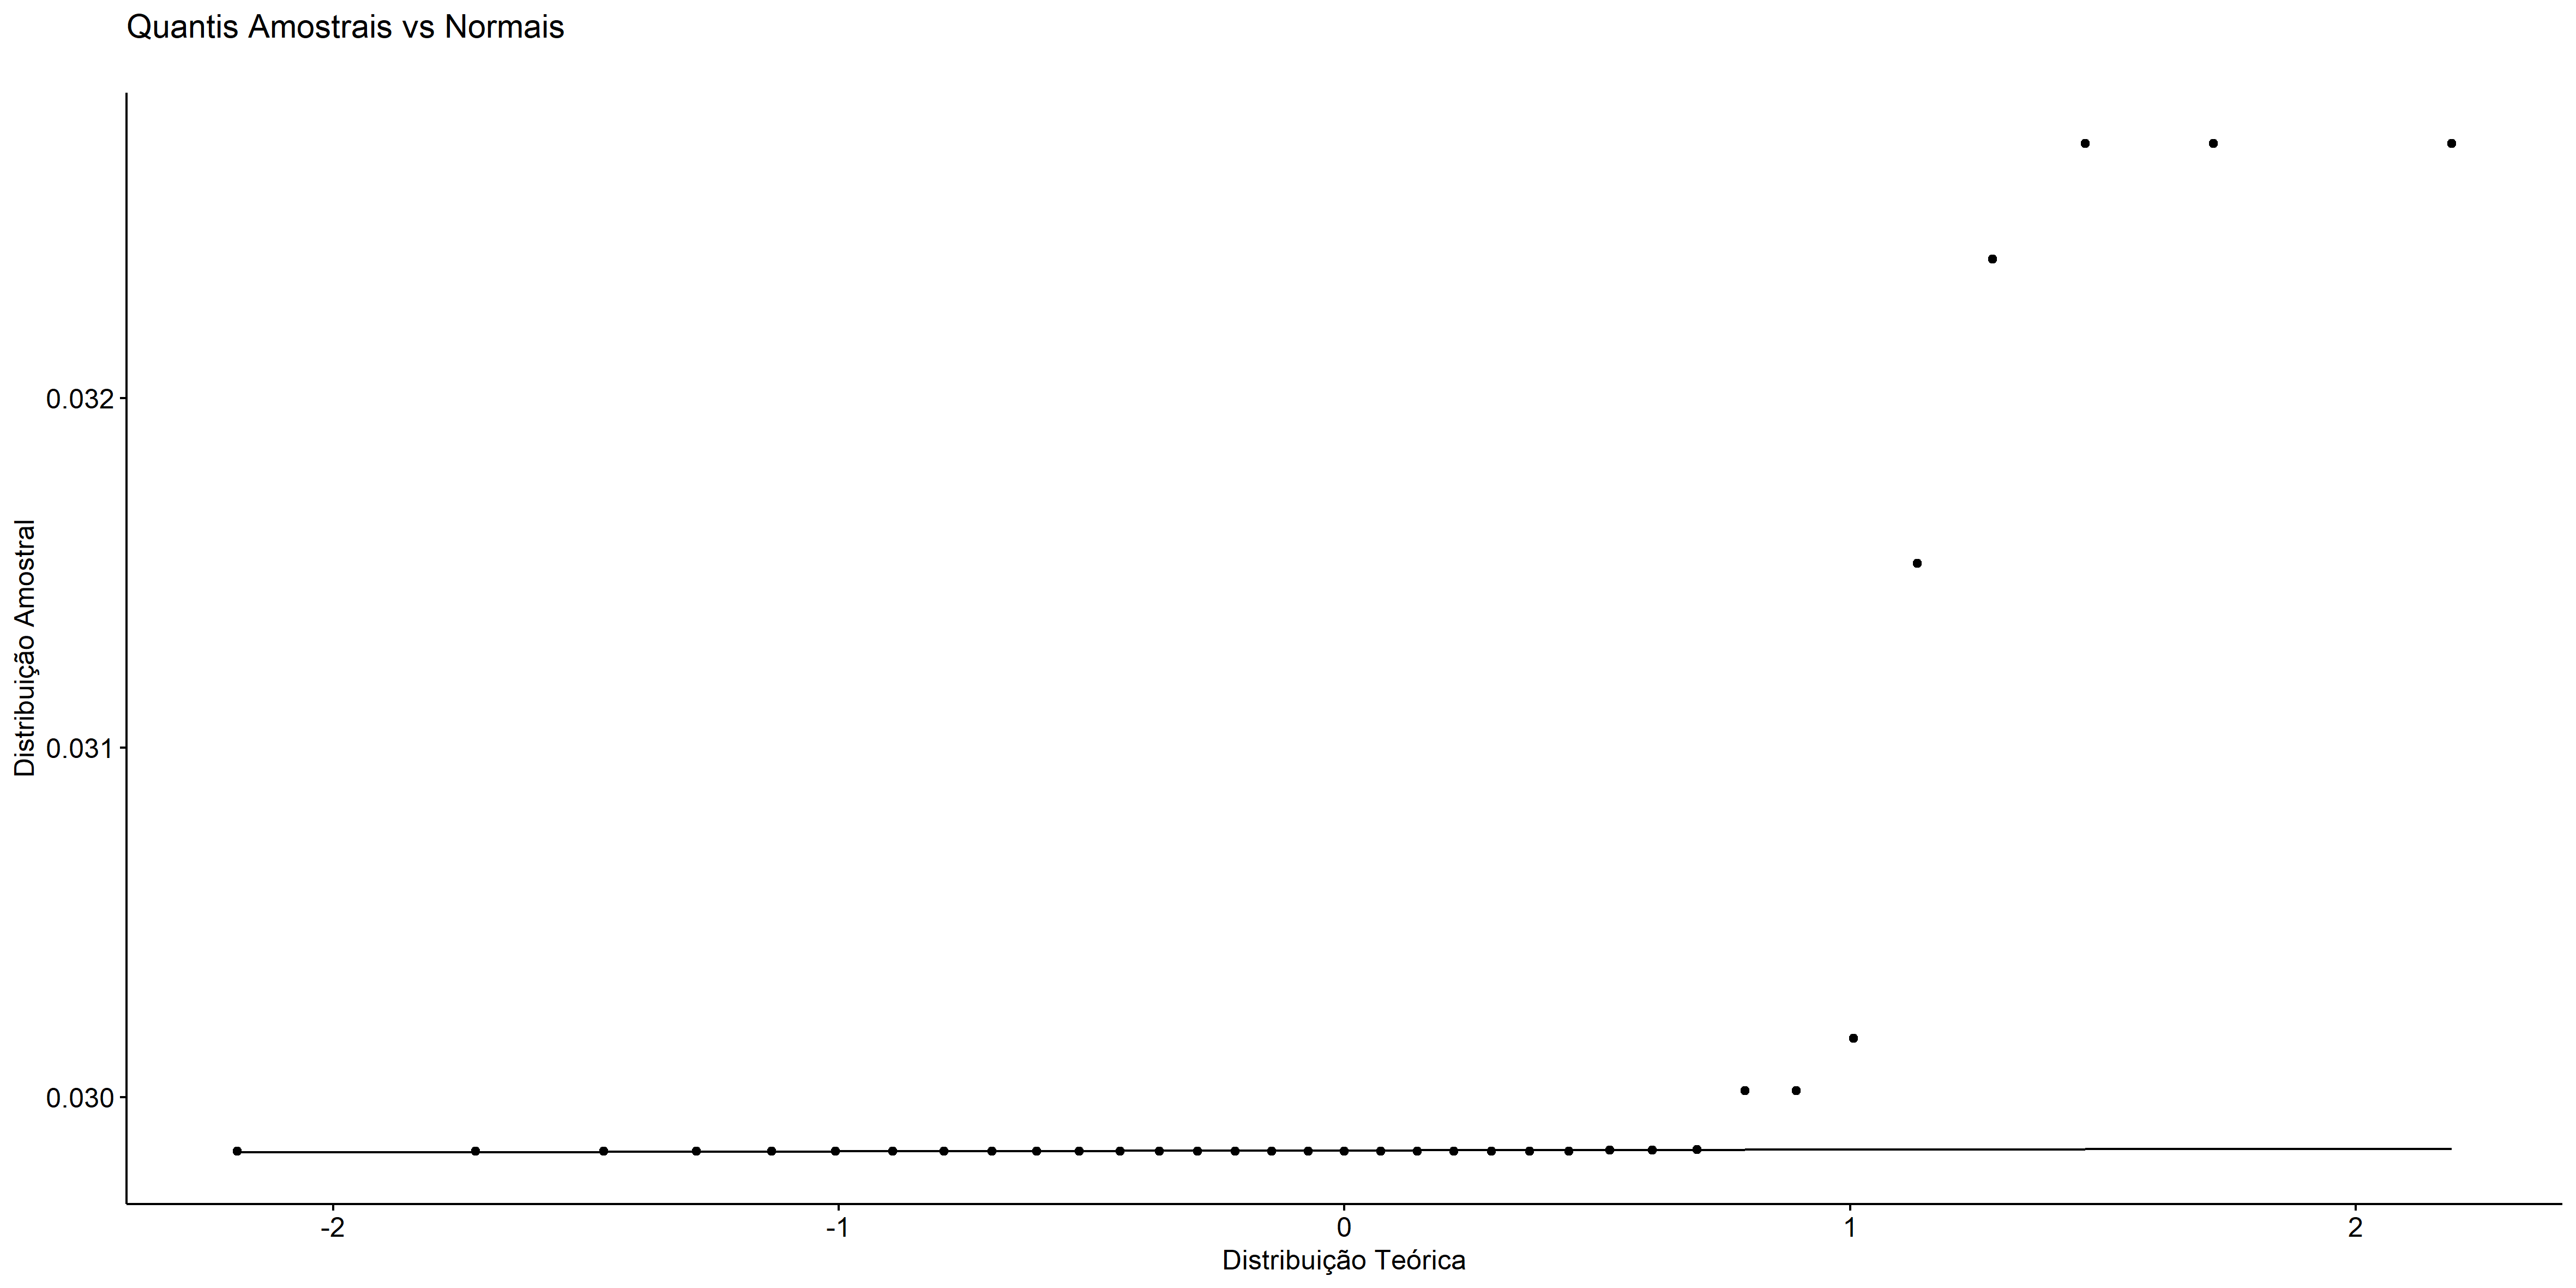 Quantis Amostrais vs Normais
Distribuição Amostral
0.032
0.031
0.030
-2
-1
0
1
2
Distribuição Teórica